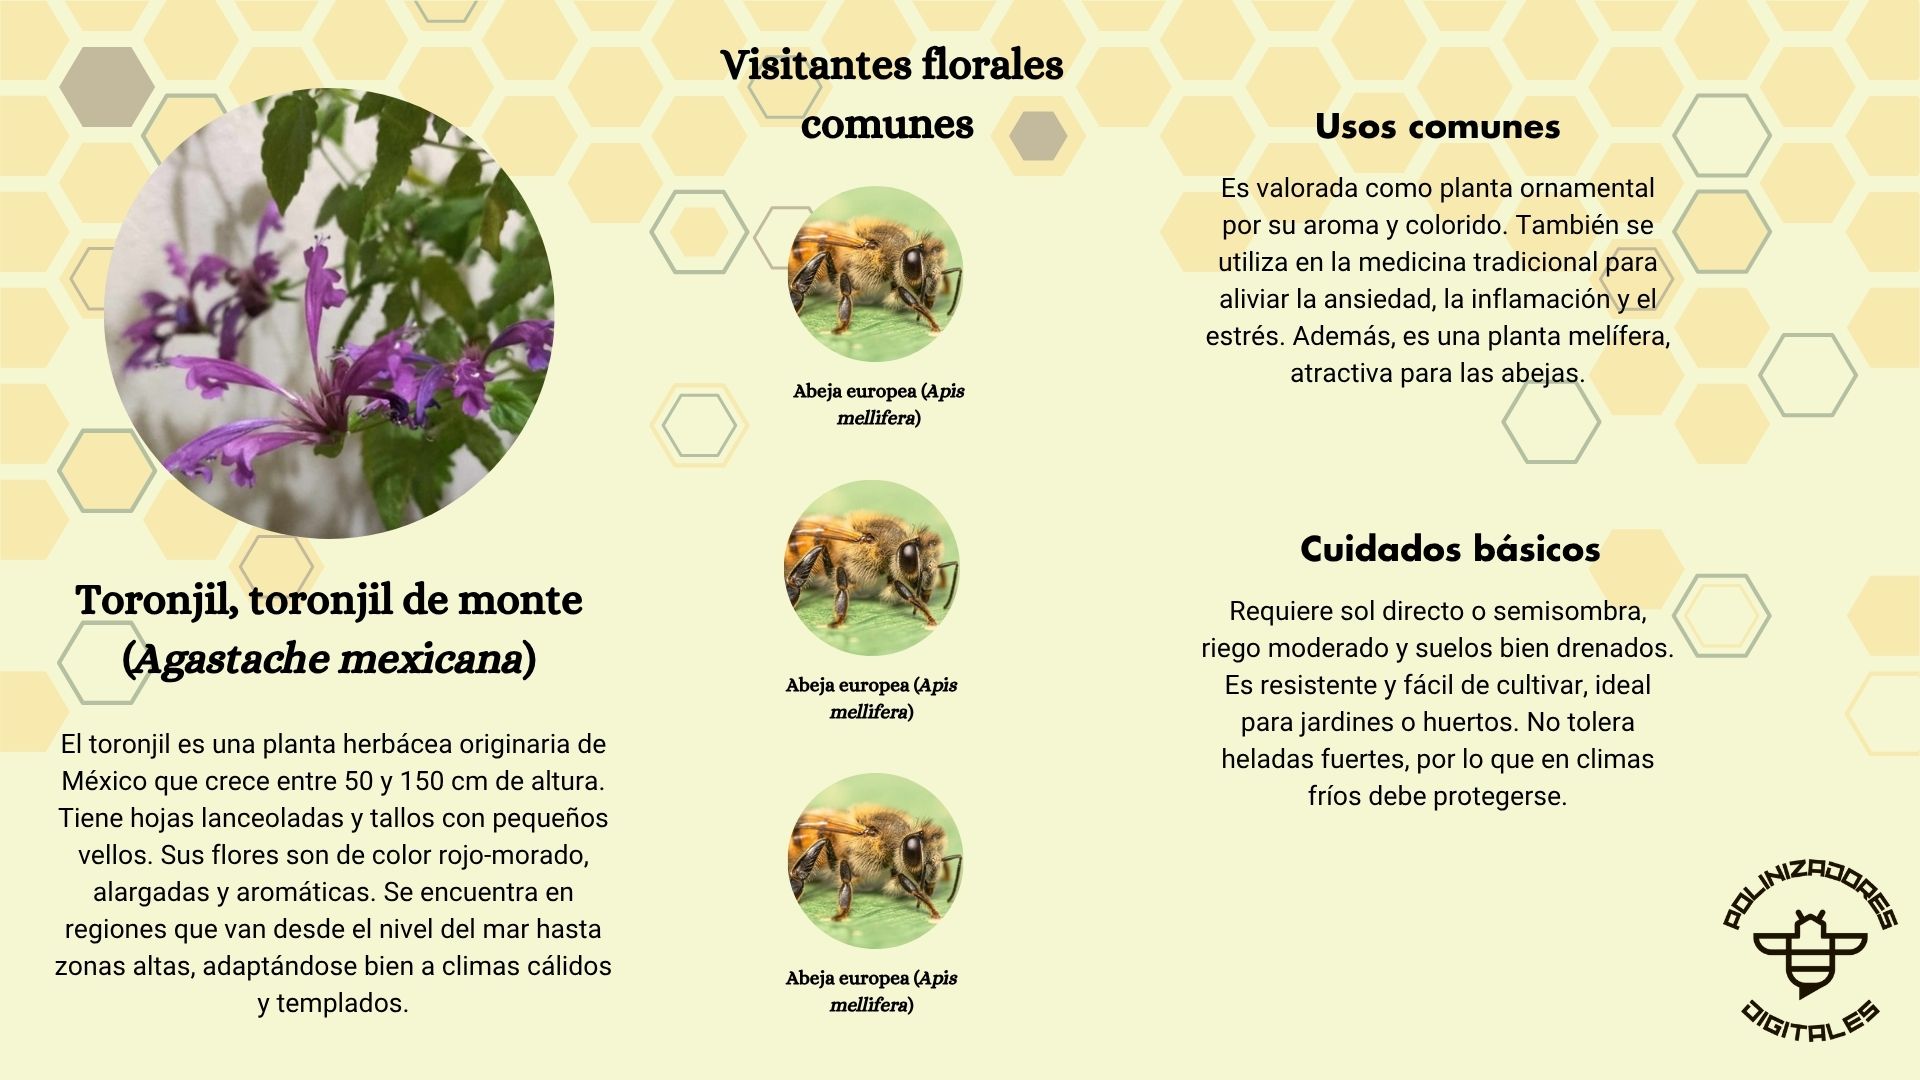 Toronjil, toronjil de monte
(Agastache mexicana)
El toronjil es una planta herbácea originaria de
México que crece entre 50 y 150 cm de altura.
Tiene hojas lanceoladas y tallos con pequeños
vellos. Sus flores son de color rojo-morado,
alargadas y aromáticas. Se encuentra en
regiones que van desde el nivel del mar hasta
zonas altas, adaptándose bien a climas cálidos
y templados.
Visitantes florales
comunes
Abeja europea (Apis
mellifera)
Abeja europea (Apis
mellifera)
Abeja europea (Apis
mellifera)
Usos comunes
Es valorada como planta ornamental
por su aroma y colorido. También se
utiliza en la medicina tradicional para
aliviar la ansiedad, la inflamación y el
estrés. Además, es una planta melífera,
atractiva para las abejas.
Cuidados básicos
Requiere sol directo o semisombra,
riego moderado y suelos bien drenados.
Es resistente y fácil de cultivar, ideal
para jardines o huertos. No tolera
heladas fuertes, por lo que en climas
fríos debe protegerse.
POLINIZADORES
DIGITALES